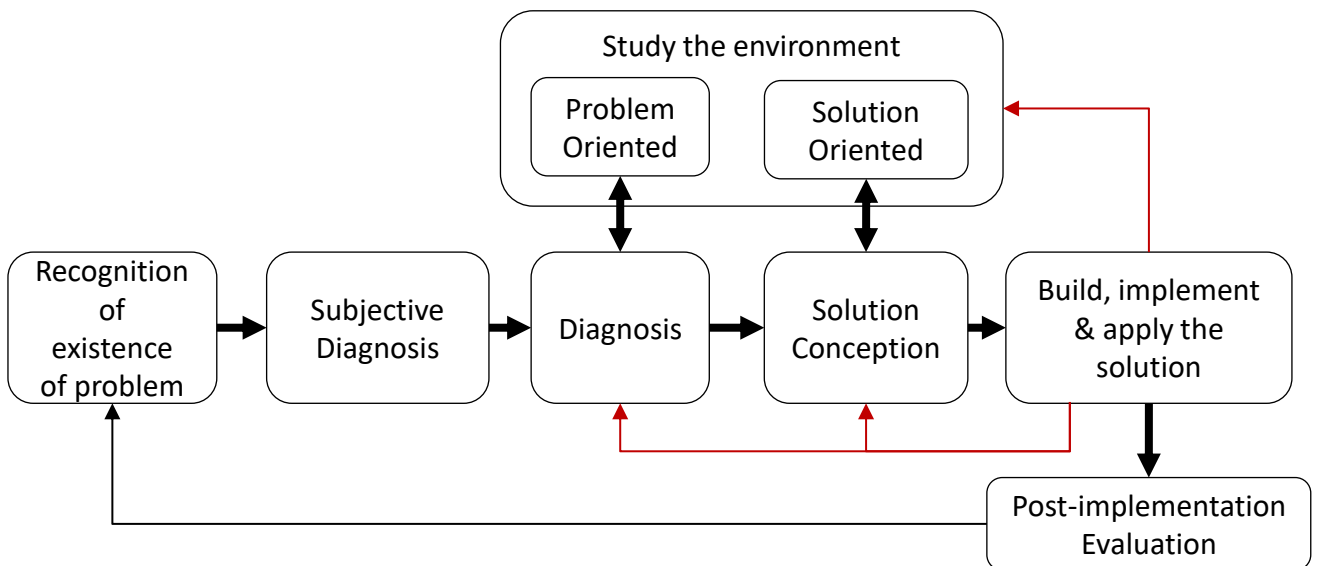 Study the environment
Problem
Oriented
Solution
Oriented
Recognition
of
existence
of problem
Subjective
Diagnosis
Diagnosis
Solution
Conception
Build, implement
& apply the
solution
Post-implementation
Evaluation